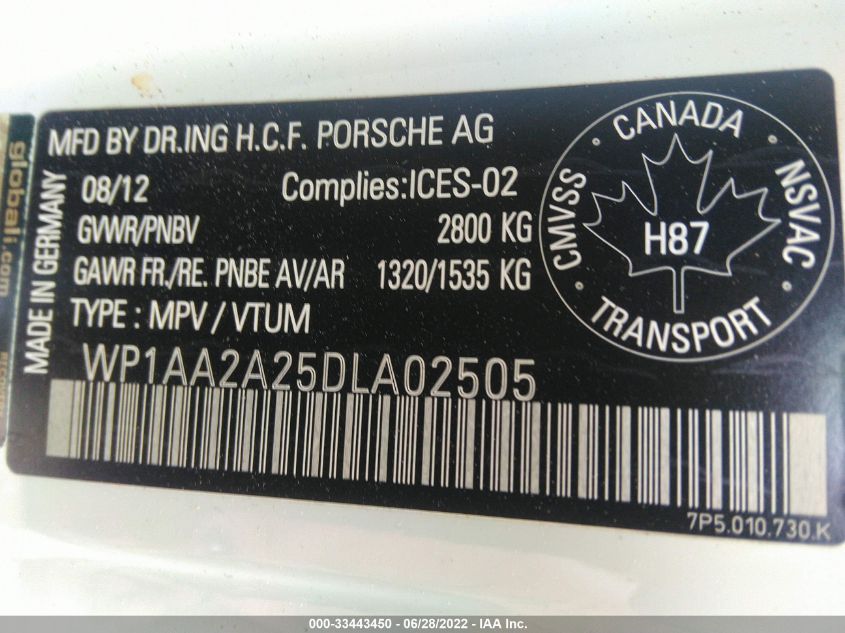 MFD BY DR.ING H.C.F. PORSCHE AG
08/12 Complies:ICES-02
GVWR/PNBV 2800 KG
GAWR FR./RE. PNBE AV/AR 1320/1535 KG
TYPE : MPV / VTUM
WP1AA2A25DLA02505
MADE IN GERMANY
· CANADA ·
CMVSS
H87
NSVAC
· TRANSPORT ·
7P5.010.730.K
globali.com
000-33443450 - 06/28/2022 - IAA Inc.